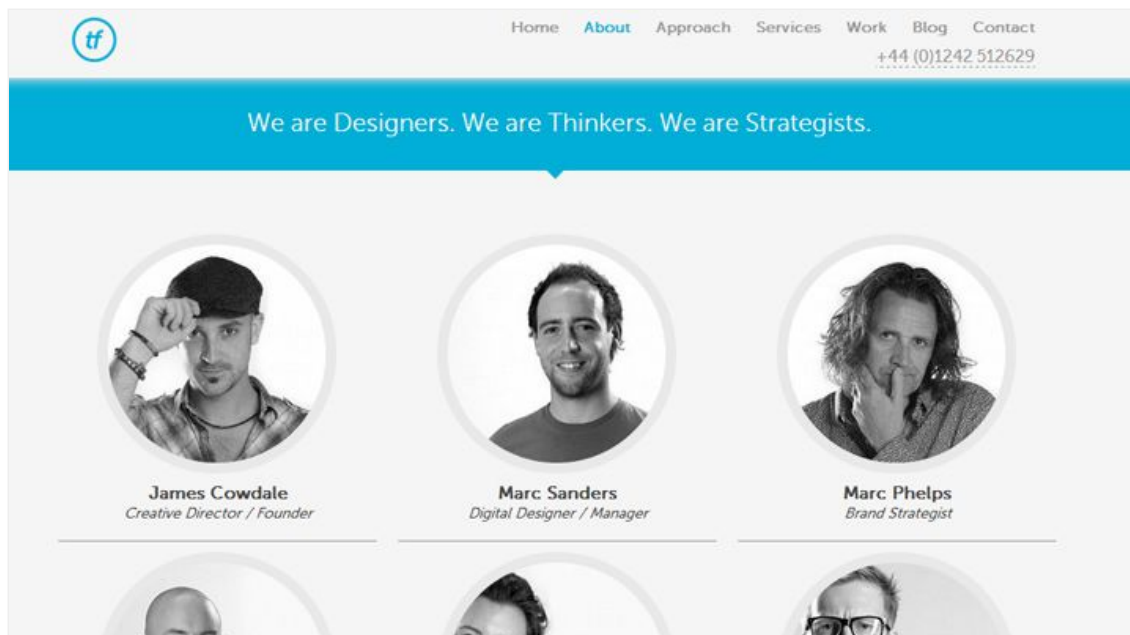 tf
Home About Approach Services Work Blog Contact
+44 (0)1242 512629
We are Designers. We are Thinkers. We are Strategists.
James Cowdale Marc Sanders Marc Phelps
Creative Director / Founder Digital Designer / Manager Brand Strategist